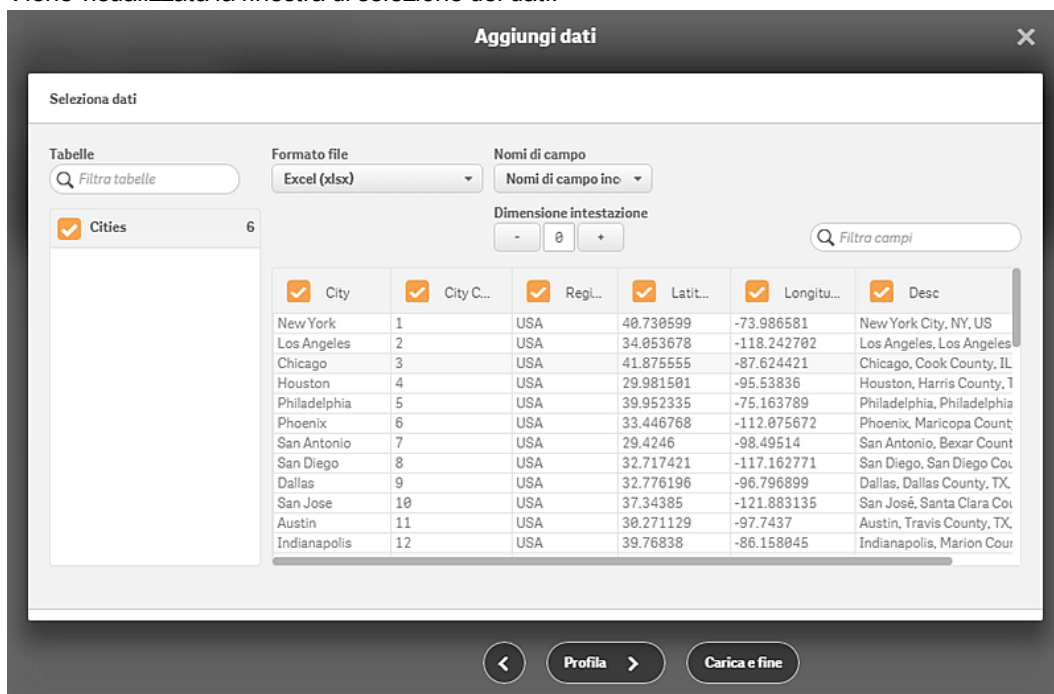 Aggiungi dati
Seleziona dati
Tabelle
Formato file
Nomi di campo
Filtra tabelle
Excel (xlsx)
Nomi di campo inc
Cities 6
Dimensione intestazione
- 0 +
Filtra campi
City City C... Regi... Latit... Longitu... Desc
New York 1 USA 40.730599 -73.986581 New York City, NY, US
Los Angeles 2 USA 34.053678 -118.242702 Los Angeles, Los Angeles
Chicago 3 USA 41.875555 -87.624421 Chicago, Cook County, IL
Houston 4 USA 29.981501 -95.53836 Houston, Harris County, T
Philadelphia 5 USA 39.952335 -75.163789 Philadelphia, Philadelphia
Phoenix 6 USA 33.446768 -112.075672 Phoenix, Maricopa Count
San Antonio 7 USA 29.4246 -98.49514 San Antonio, Bexar Count
San Diego 8 USA 32.717421 -117.162771 San Diego, San Diego Cou
Dallas 9 USA 32.776196 -96.796899 Dallas, Dallas County, TX,
San Jose 10 USA 37.34385 -121.883135 San José, Santa Clara Cou
Austin 11 USA 30.271129 -97.7437 Austin, Travis County, TX,
Indianapolis 12 USA 39.76838 -86.158045 Indianapolis, Marion Cour
Profila
Carica e fine